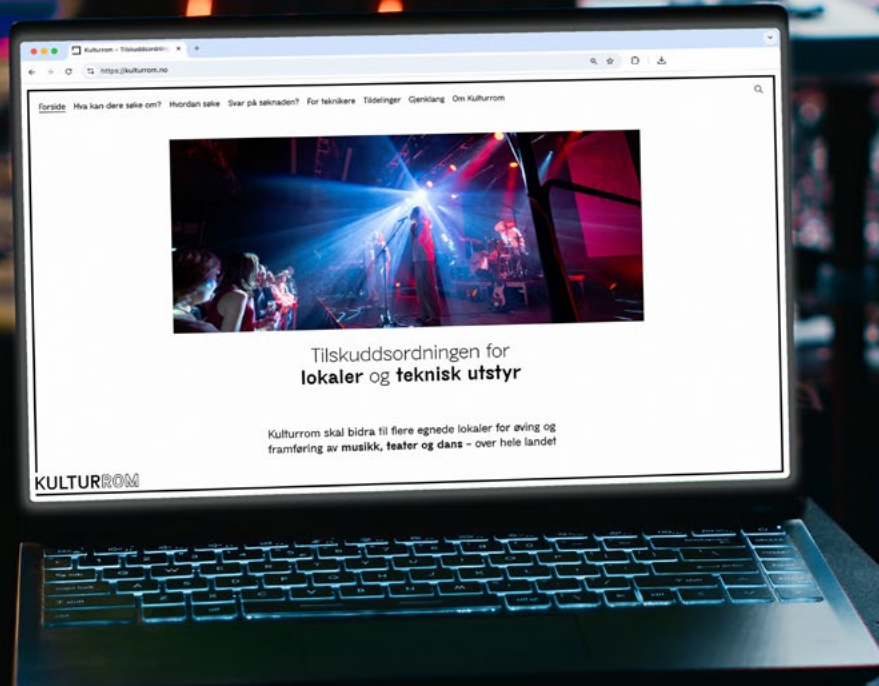 Kulturrom – Tilskuddsordning
https://kulturrom.no
Forside Hva kan dere søke om? Hvordan søke Svar på søknaden? For teknikere Tildelinger Gjenklang Om Kulturrom
Tilskuddsordningen for
lokaler og teknisk utstyr
Kulturrom skal bidra til flere egnede lokaler for øving og
framføring av musikk, teater og dans – over hele landet
KULTURROM